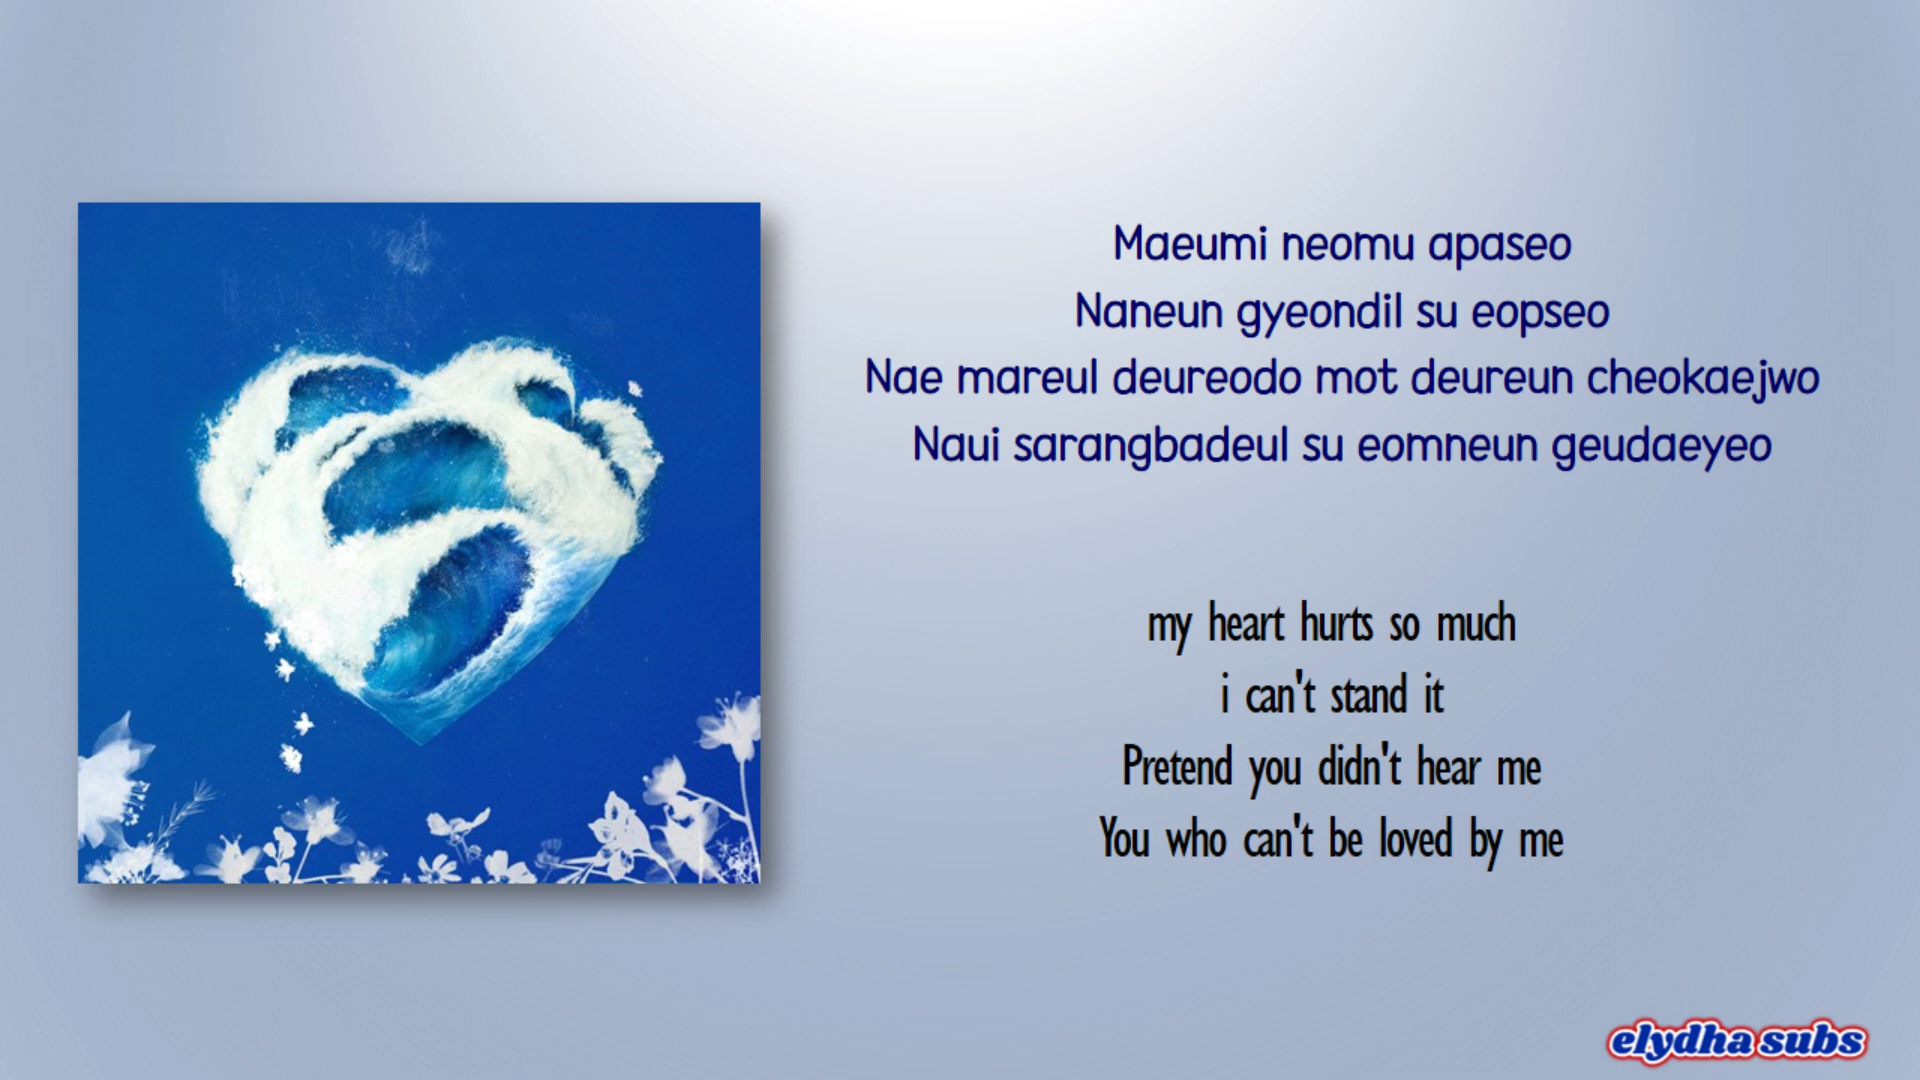 Maeumi neomu apaseo
Naneun gyeondil su eopseo
Nae mareul deureodo mot deureun cheokaejwo
Naui sarangbadeul su eomneun geudaeyeo
my heart hurts so much
i can't stand it
Pretend you didn't hear me
You who can't be loved by me
elydha subs